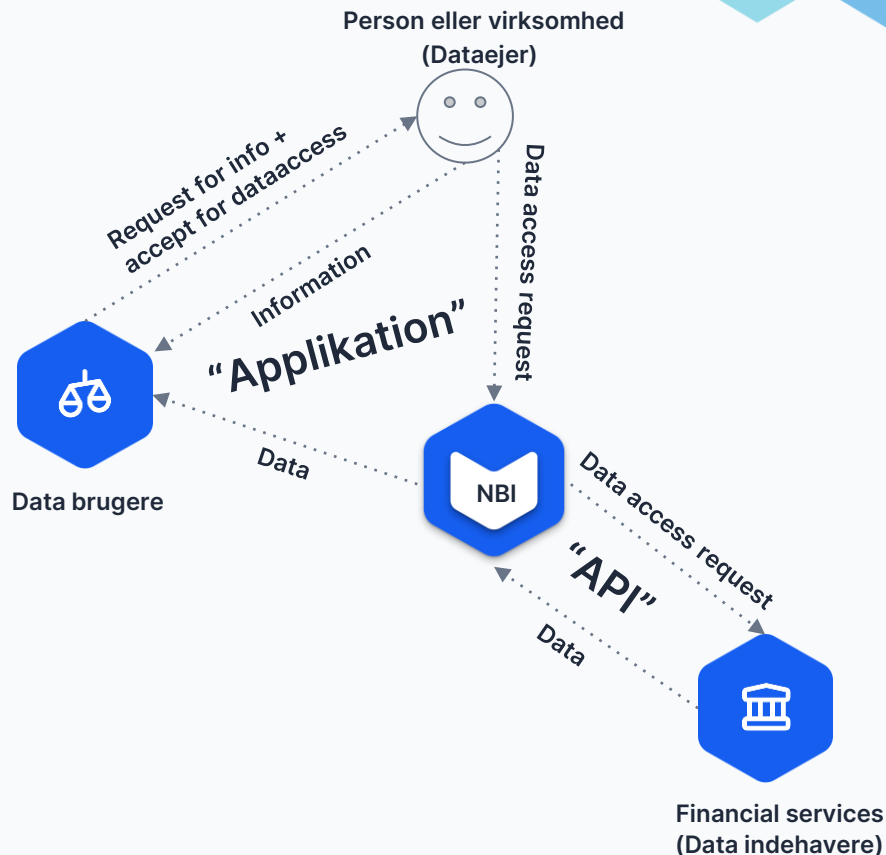 Person eller virksomhed
(Dataejer)
Request for info +
accept for dataaccess
Data access request
Information
“Applikation”
Data
Data brugere
NBI
Data access request
“API”
Data
Financial services
(Data indehavere)